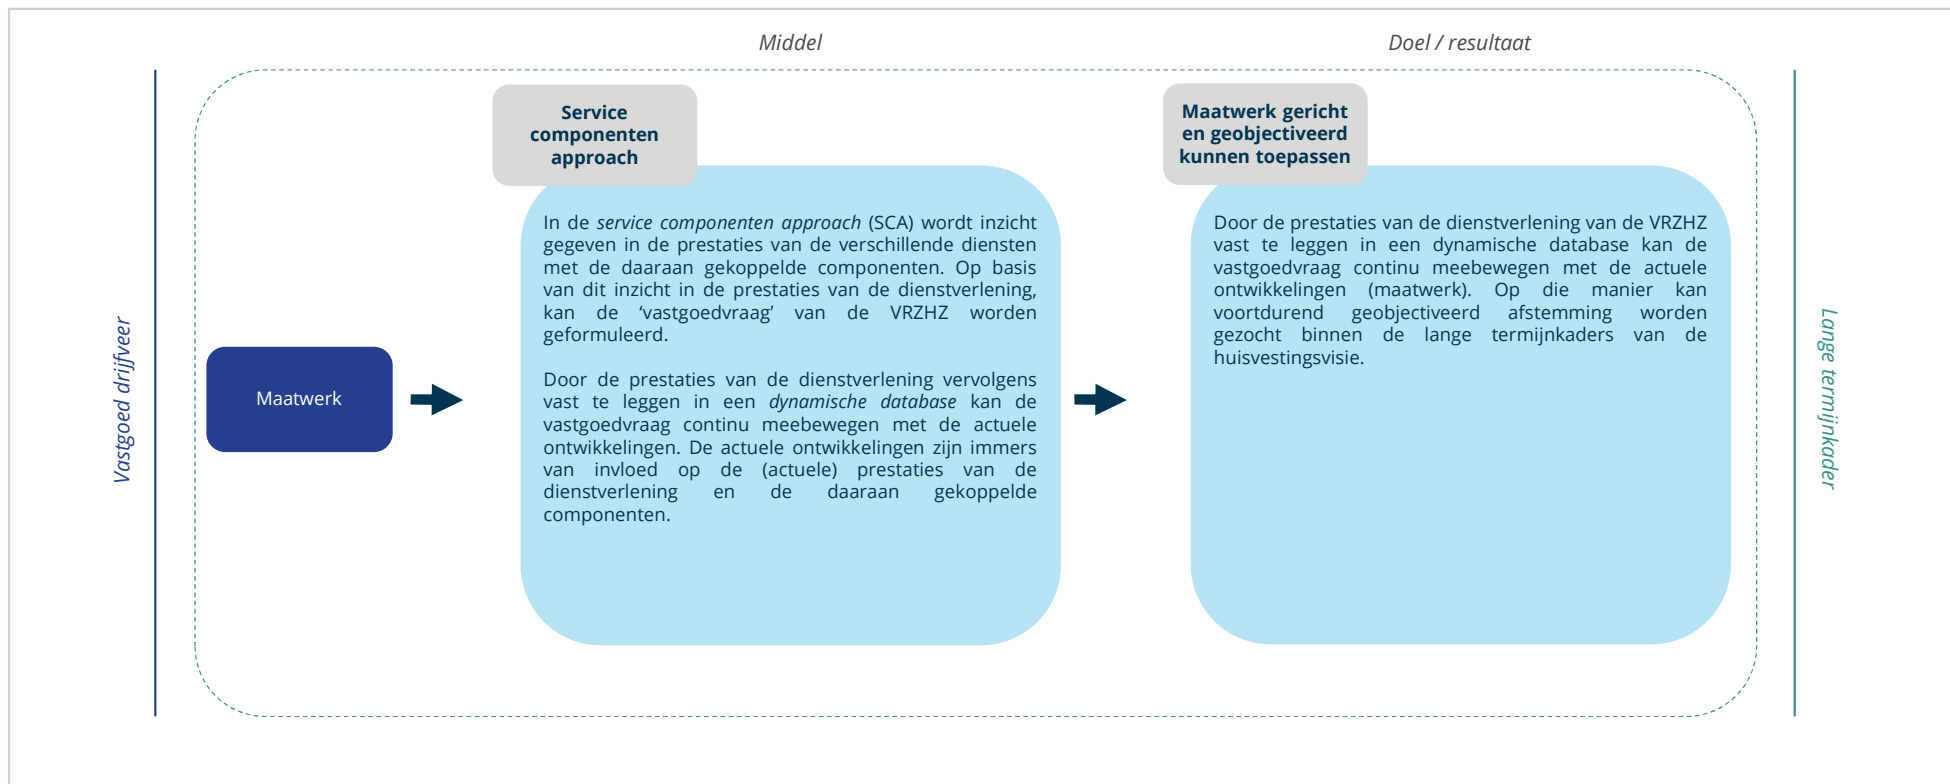 Middel
Doel / resultaat
Vastgoed drijfveer
Maatwerk
Service
componenten
approach
In de service componenten approach (SCA) wordt inzicht
gegeven in de prestaties van de verschillende diensten
met de daaraan gekoppelde componenten. Op basis
van dit inzicht in de prestaties van de dienstverlening,
kan de ‘vastgoedvraag’ van de VRZHZ worden
geformuleerd.
Door de prestaties van de dienstverlening vervolgens
vast te leggen in een dynamische database kan de
vastgoedvraag continu meebewegen met de actuele
ontwikkelingen. De actuele ontwikkelingen zijn immers
van invloed op de (actuele) prestaties van de
dienstverlening en de daaraan gekoppelde
componenten.
Maatwerk gericht
en geobjectiveerd
kunnen toepassen
Door de prestaties van de dienstverlening van de VRZHZ
vast te leggen in een dynamische database kan de
vastgoedvraag continu meebewegen met de actuele
ontwikkelingen (maatwerk). Op die manier kan
voortdurend geobjectiveerd afstemming worden
gezocht binnen de lange termijnkaders van de
huisvestingsvisie.
Lange termijnkader